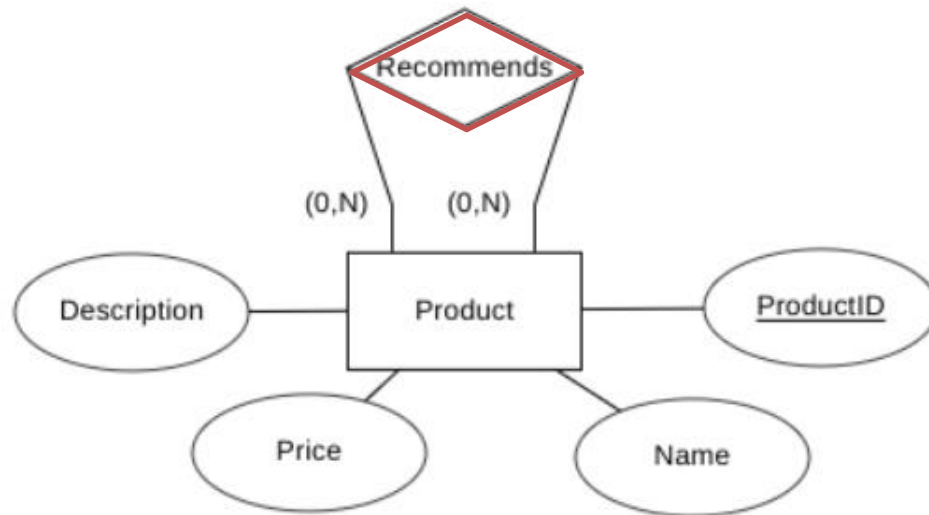 Recommends
(0,N) (0,N)
Description
Product
ProductID
Price
Name